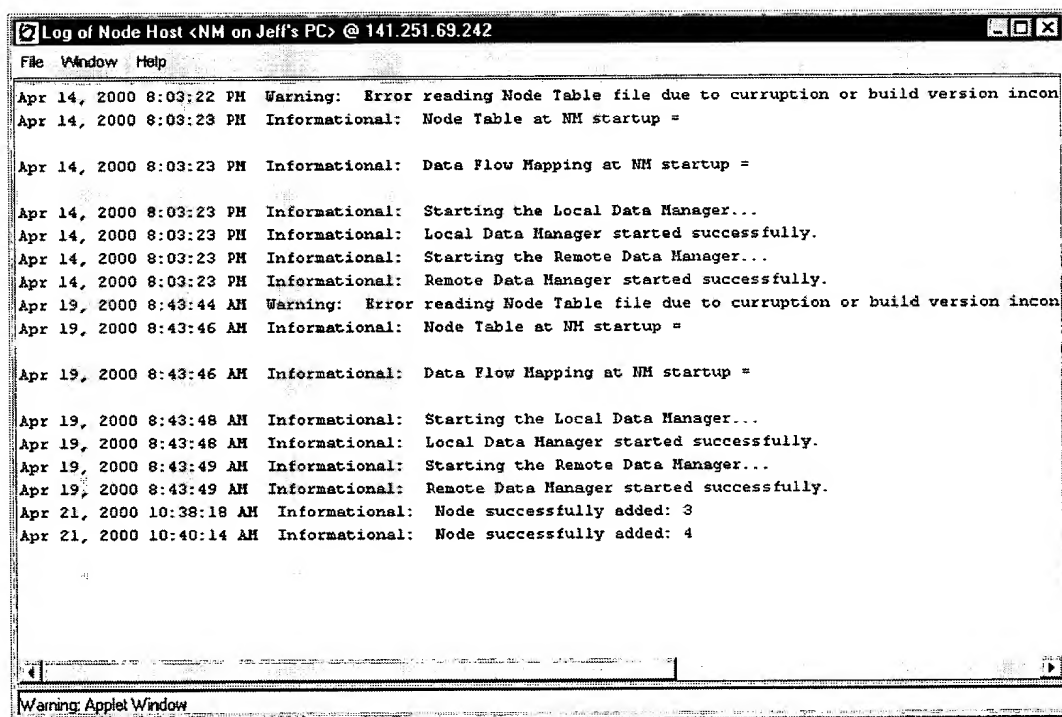 Log of Node Host <NM on Jeff's PC> @ 141.251.69.242
File Window Help
Apr 14, 2000 8:03:22 PM Warning: Error reading Node Table file due to curruption or build version incon
Apr 14, 2000 8:03:23 PM Informational: Node Table at NM startup =
Apr 14, 2000 8:03:23 PM Informational: Data Flow Mapping at NM startup =
Apr 14, 2000 8:03:23 PM Informational: Starting the Local Data Manager...
Apr 14, 2000 8:03:23 PM Informational: Local Data Manager started successfully.
Apr 14, 2000 8:03:23 PM Informational: Starting the Remote Data Manager...
Apr 14, 2000 8:03:23 PM Informational: Remote Data Manager started successfully.
Apr 19, 2000 8:43:44 AM Warning: Error reading Node Table file due to curruption or build version incon
Apr 19, 2000 8:43:46 AM Informational: Node Table at NM startup =
Apr 19, 2000 8:43:46 AM Informational: Data Flow Mapping at NM startup =
Apr 19, 2000 8:43:48 AM Informational: Starting the Local Data Manager...
Apr 19, 2000 8:43:48 AM Informational: Local Data Manager started successfully.
Apr 19, 2000 8:43:49 AM Informational: Starting the Remote Data Manager...
Apr 19, 2000 8:43:49 AM Informational: Remote Data Manager started successfully.
Apr 21, 2000 10:38:18 AM Informational: Node successfully added: 3
Apr 21, 2000 10:40:14 AM Informational: Node successfully added: 4
Warning: Applet Window